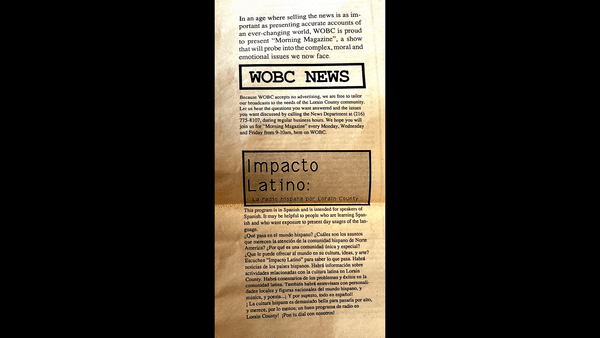 In an age where selling the news is as im-
portant as presenting accurate accounts of
an ever-changing world, WOBC is proud
to present "Morning Magazine", a show
that will probe into the complex, moral and
emotional issues we now face.
WOBC NEWS
Because WOBC accepts no advertising, we are free to tailor
our broadcasts to the needs of the Lorain County community.
Let us hear the questions you want answered and the issues
you want discussed by calling the News Department at (216)
775-8107, during regular business hours. We hope you will
join us for "Morning Magazine" every Monday, Wednesday
and Friday from 9-10am, here on WOBC.
Impacto
Latino:
La radio hispana por Lorain County
This program is in Spanish and is intended for speakers of
Spanish. It may be helpful to people who are learning Span-
ish and who want exposure to present day usages of the lan-
guage.
¿Qué pasa en el mundo hispano? ¿Cuáles son los asuntos
que merecen la atención de la comunidad hispana de Norte
América? ¿Por qué es una comunidad única y especial?
¿Qué le puede ofrecer al mundo en su cultura, ideas, y arte?
Escuchen "Impacto Latino" para saber lo que pasa. Habrá
noticias de los países hispanos. Habrá información sobre
actividades relacionadas con la cultura latina en Lorain
County. Habrá comentarios de los problemas y éxitos en la
comunidad latina. También habrá entrevistas con personali-
dades locales y figuras nacionales del mundo hispano, y
música, y poesía...¡ Y por supuesto, todo en español!
¡ La cultura hispana es demasiado bella para pasarla por alto,
y merece, por lo menos, un programa de radio en
Lorain County! ¡Pon tu dial con nosotros!